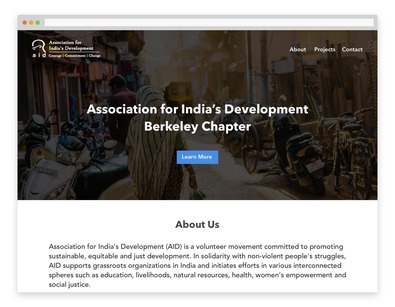 Association for
India's Development
Courage | Commitment | Change
aid
About Projects Contact
Association for India's Development
Berkeley Chapter
Learn More
About Us
Association for India's Development (AID) is a volunteer movement committed to promoting
sustainable, equitable and just development. In solidarity with non-violent people's struggles,
AID supports grassroots organizations in India and initiates efforts in various interconnected
spheres such as education, livelihoods, natural resources, health, women's empowerment and
social justice.